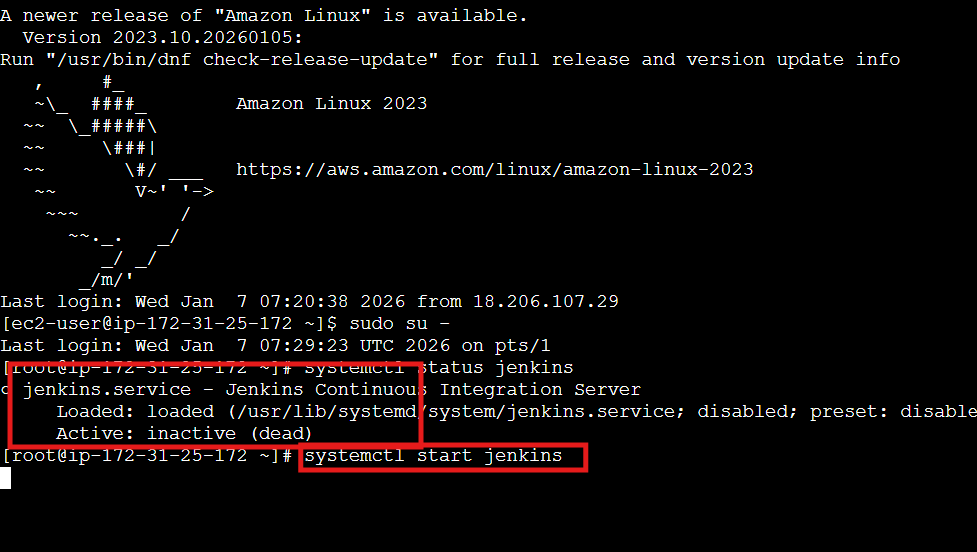 A newer release of "Amazon Linux" is available.
  Version 2023.10.20260105:
Run "/usr/bin/dnf check-release-update" for full release and version update info
   ,     #_
   ~\_  ####_        Amazon Linux 2023
  ~~  \_#####\
  ~~     \###|
  ~~       \#/ ___   https://aws.amazon.com/linux/amazon-linux-2023
   ~~       V~' '->
    ~~~         /
      ~~._.   _/
         _/ _/
       _/m/'
Last login: Wed Jan  7 07:20:38 2026 from 18.206.107.29
[ec2-user@ip-172-31-25-172 ~]$ sudo su -
Last login: Wed Jan  7 07:29:23 UTC 2026 on pts/1
[root@ip-172-31-25-172 ~]# systemctl status jenkins
○ jenkins.service - Jenkins Continuous Integration Server
     Loaded: loaded (/usr/lib/systemd/system/jenkins.service; disabled; preset: disable
     Active: inactive (dead)
[root@ip-172-31-25-172 ~]# systemctl start jenkins